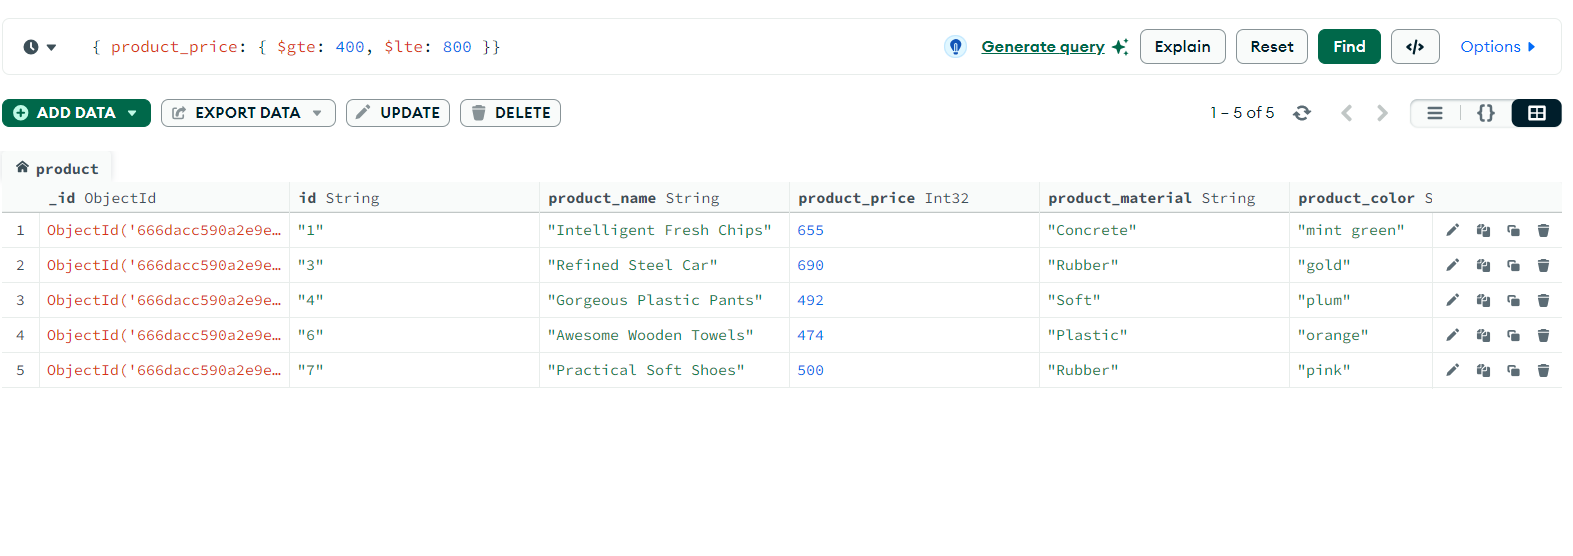 { product_price: { $gte: 400, $lte: 800 }} Generate query Explain Reset Find </> Options
ADD DATA EXPORT DATA UPDATE DELETE 1 – 5 of 5 {}
product
_id ObjectId id String product_name String product_price Int32 product_material String product_color S
1 ObjectId('666dacc590a2e9e… "1" "Intelligent Fresh Chips" 655 "Concrete" "mint green"
2 ObjectId('666dacc590a2e9e… "3" "Refined Steel Car" 690 "Rubber" "gold"
3 ObjectId('666dacc590a2e9e… "4" "Gorgeous Plastic Pants" 492 "Soft" "plum"
4 ObjectId('666dacc590a2e9e… "6" "Awesome Wooden Towels" 474 "Plastic" "orange"
5 ObjectId('666dacc590a2e9e… "7" "Practical Soft Shoes" 500 "Rubber" "pink"